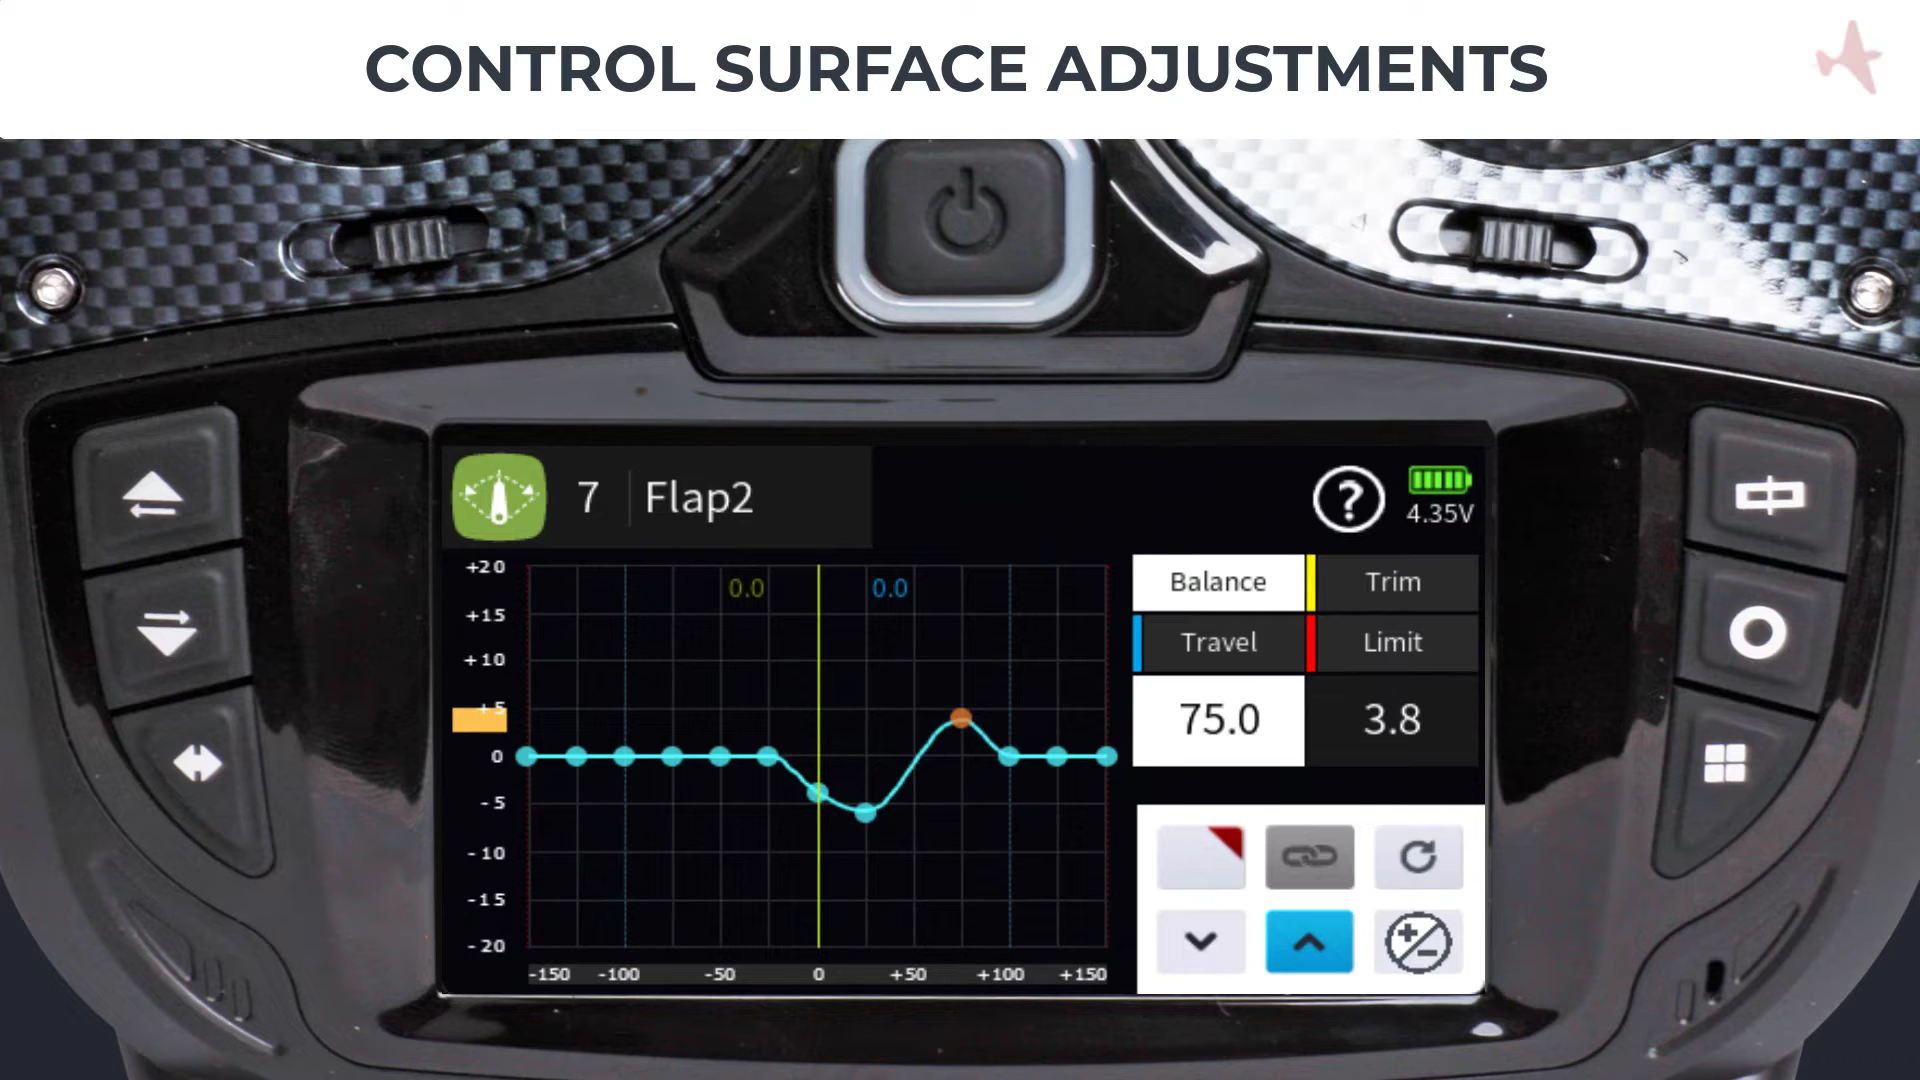 CONTROL SURFACE ADJUSTMENTS
7 Flap2
?
4.35V
+20
+15
+10
+5
0
-5
-10
-15
-20
0.0 0.0
-150 -100 -50 0 +50 +100 +150
Balance Trim
Travel Limit
75.0 3.8